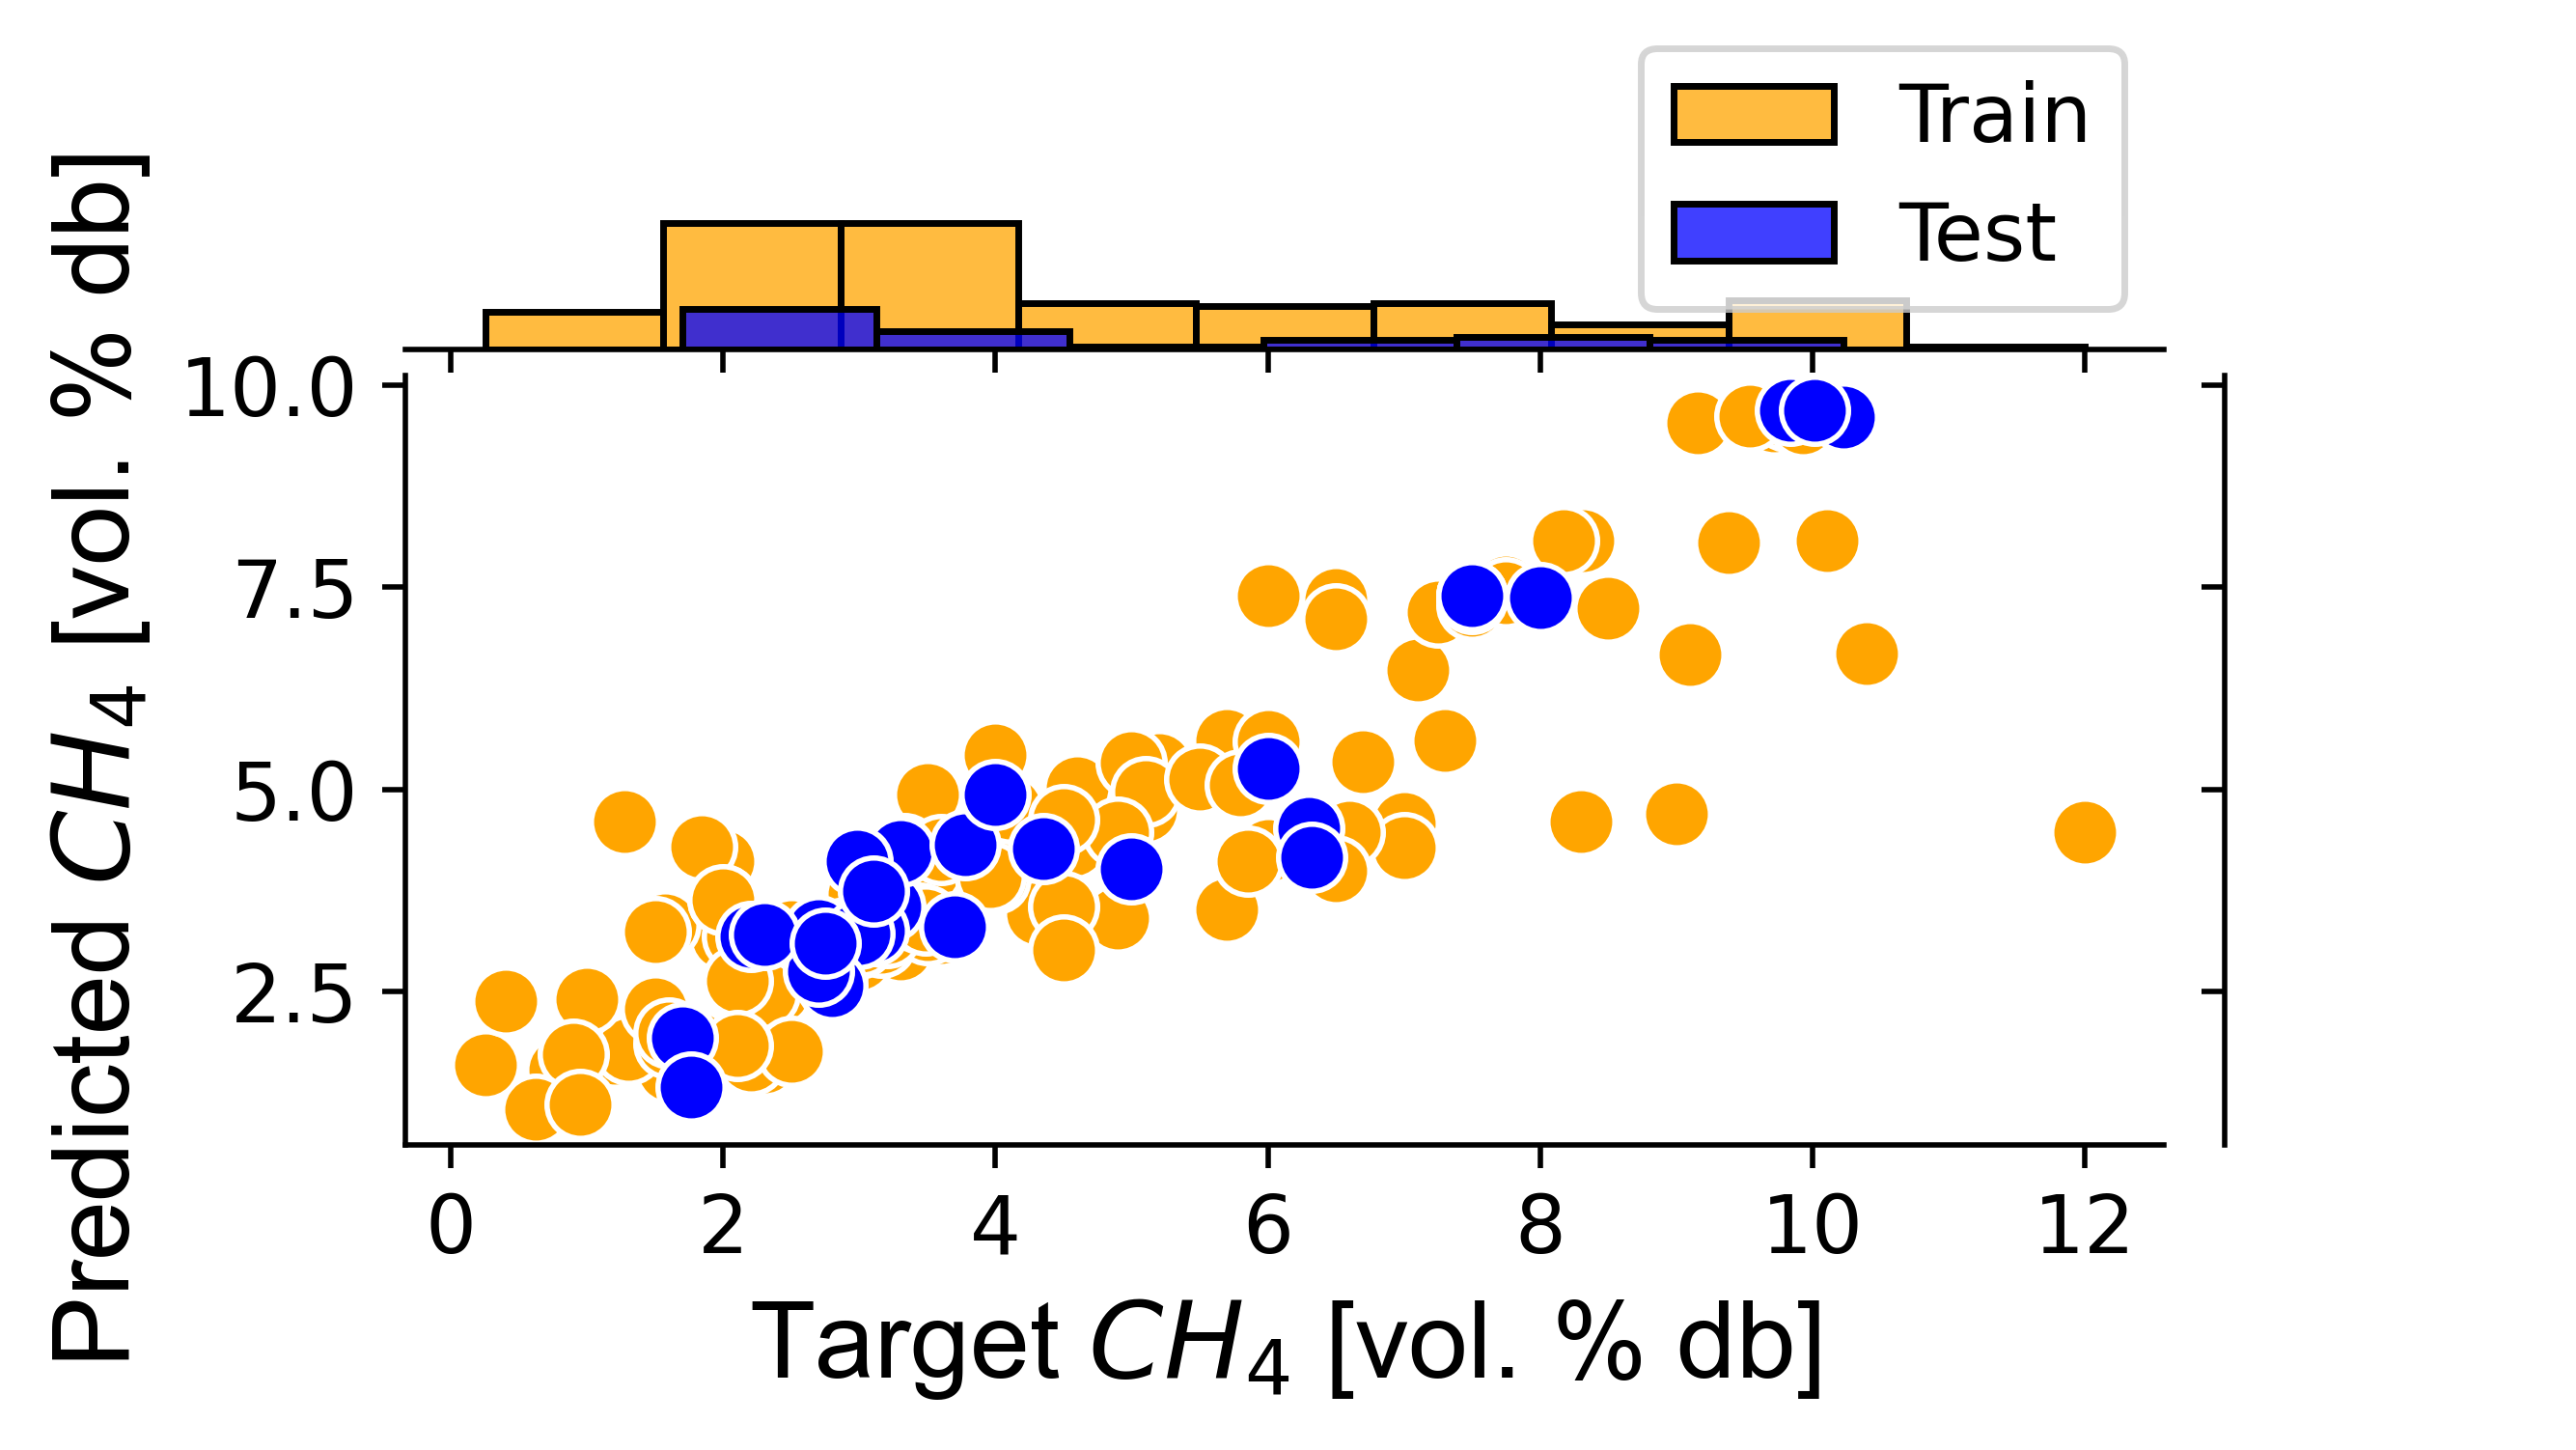 Train
Test
Predicted CH4 [vol. % db]
10.0
7.5
5.0
2.5
0 2 4 6 8 10 12
Target CH4 [vol. % db]